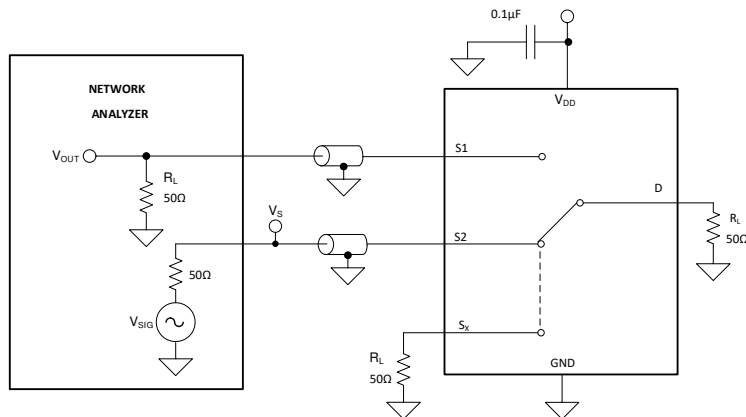 0.1µF
NETWORK
ANALYZER
VDD
VOUT
S1
RL
50Ω
VS
D
RL
50Ω
S2
50Ω
VSIG
SX
RL
50Ω
GND